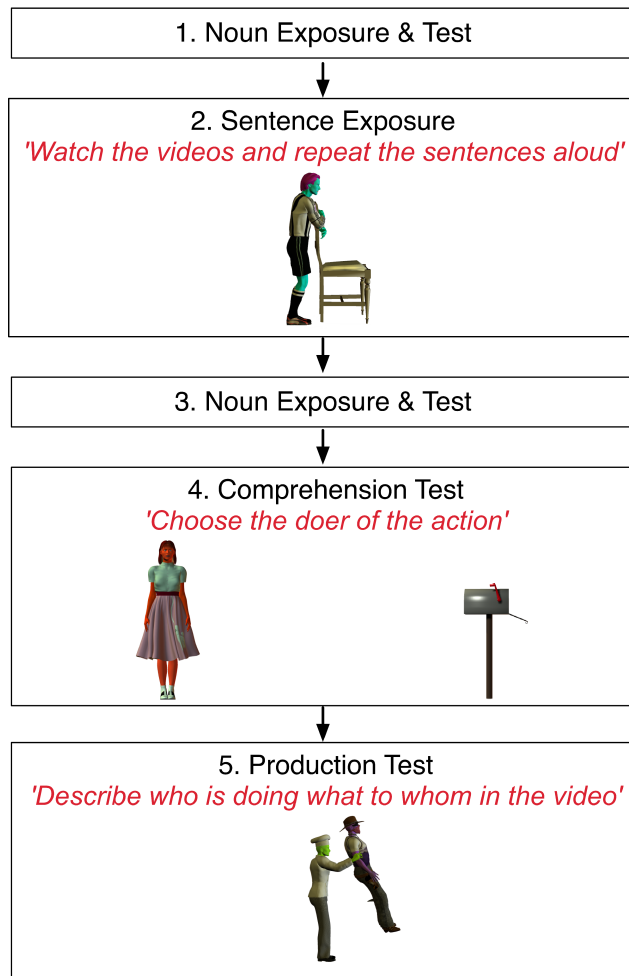 1. Noun Exposure & Test
2. Sentence Exposure
'Watch the videos and repeat the sentences aloud'
3. Noun Exposure & Test
4. Comprehension Test
'Choose the doer of the action'
5. Production Test
'Describe who is doing what to whom in the video'